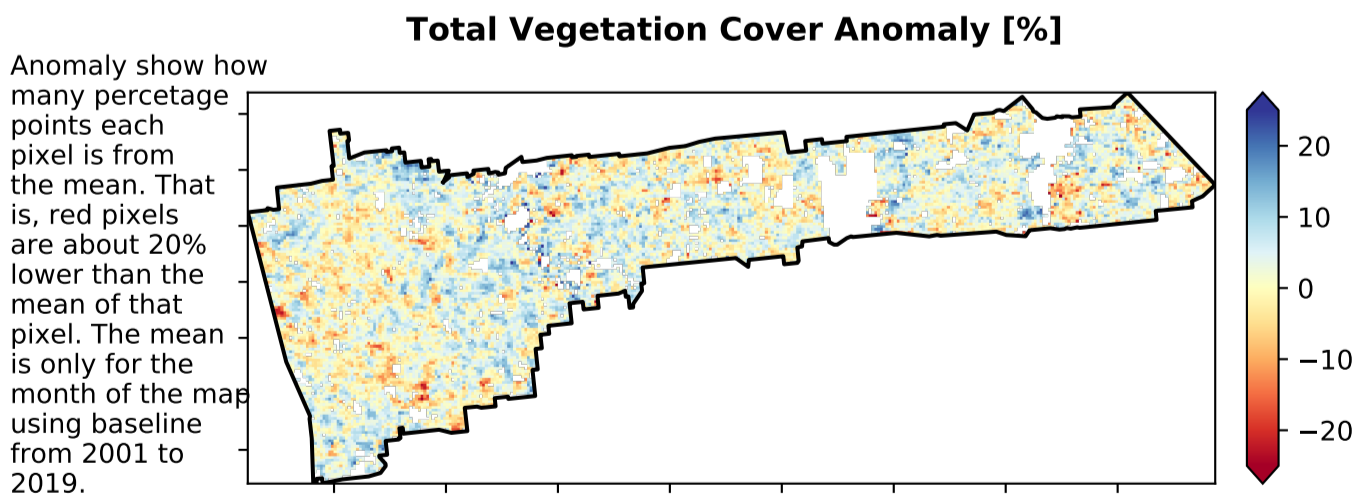 Total Vegetation Cover Anomaly [%]
Anomaly show how
many percetage
points each
pixel is from
the mean. That
is, red pixels
are about 20%
lower than the
mean of that
pixel. The mean
is only for the
month of the map
using baseline
from 2001 to
2019.
20
10
0
−10
−20